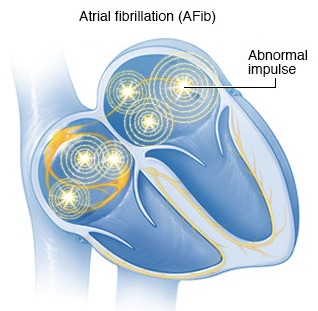 Atrial fibrillation (AFib)
Abnormal
impulse